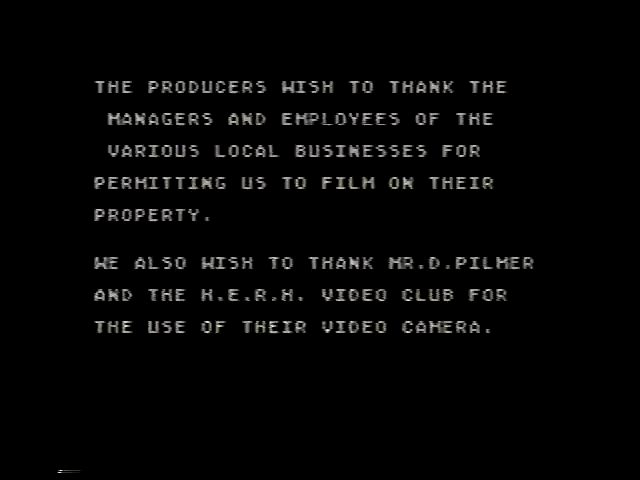 THE PRODUCERS WISH TO THANK THE
MANAGERS AND EMPLOYEES OF THE
VARIOUS LOCAL BUSINESSES FOR
PERMITTING US TO FILM ON THEIR
PROPERTY.
WE ALSO WISH TO THANK MR.D.PILMER
AND THE H.E.R.H. VIDEO CLUB FOR
THE USE OF THEIR VIDEO CAMERA.